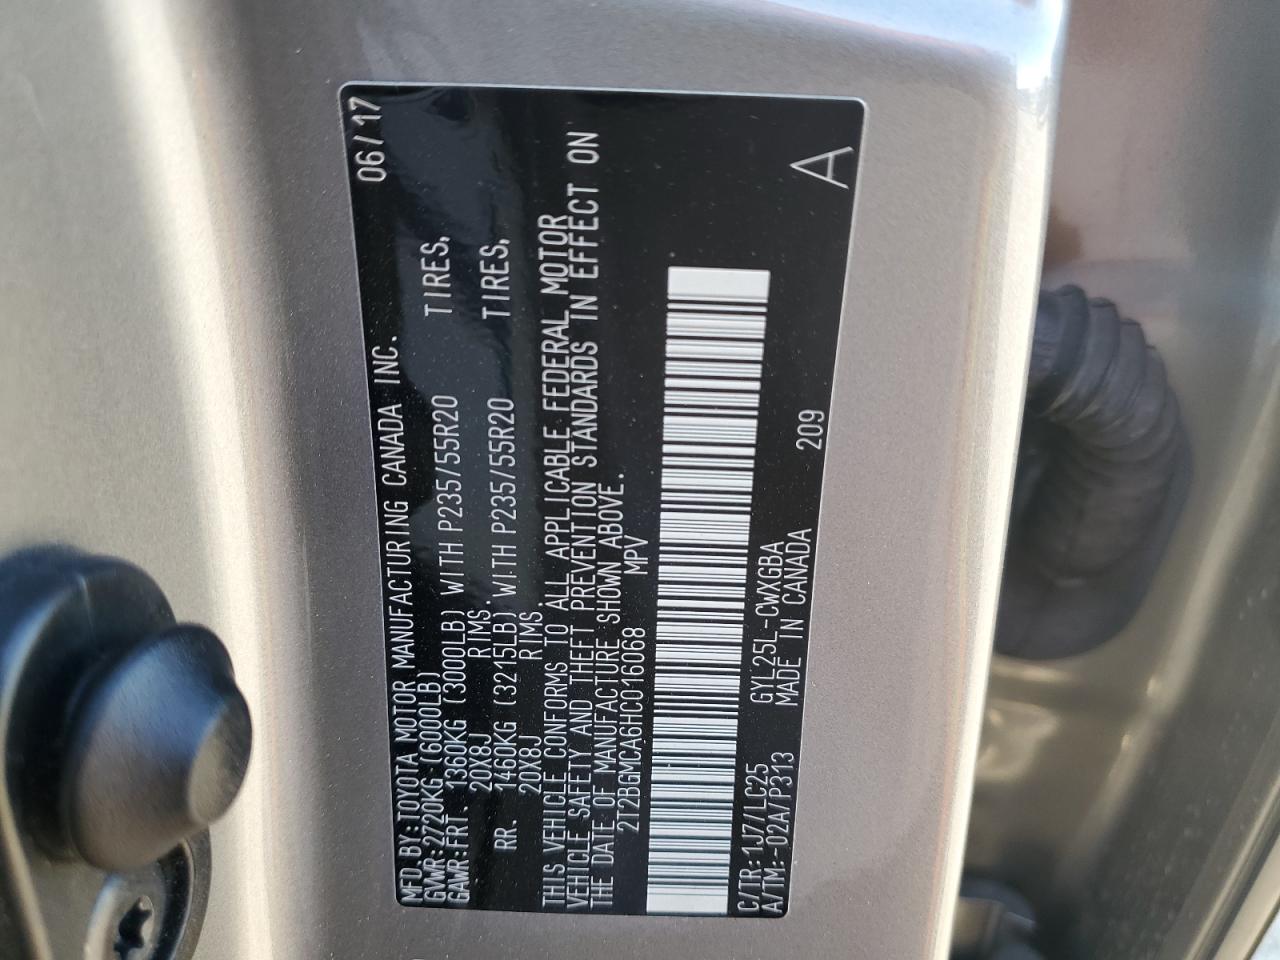 MFD. BY: TOYOTA MOTOR MANUFACTURING CANADA INC. 06/17
GVWR: 2720KG (6000LB)
GAWR: FRT. 1360KG (3000LB) WITH P235/55R20 TIRES,
20X8J RIMS.
RR. 1460KG (3215LB) WITH P235/55R20 TIRES,
20X8J RIMS.
THIS VEHICLE CONFORMS TO ALL APPLICABLE FEDERAL MOTOR
VEHICLE SAFETY AND THEFT PREVENTION STANDARDS IN EFFECT ON
THE DATE OF MANUFACTURE SHOWN ABOVE.
2T2BGMCA6HC016068 MPV
C/TR: 1J7/LC25 GYL25L-CWXGBA
A/TM: -02A/P313 MADE IN CANADA 209
A